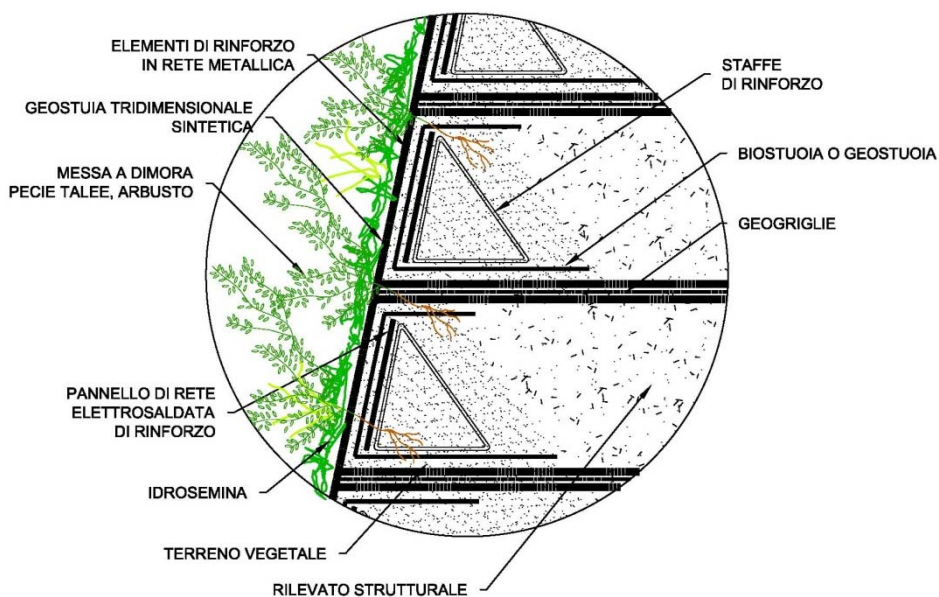 ELEMENTI DI RINFORZO
IN RETE METALLICA
GEOSTUIA TRIDIMENSIONALE
SINTETICA
MESSA A DIMORA
PECIE TALEE, ARBUSTO
PANNELLO DI RETE
ELETTROSALDATA
DI RINFORZO
IDROSEMINA
TERRENO VEGETALE
RILEVATO STRUTTURALE
STAFFE
DI RINFORZO
BIOSTUOIA O GEOSTUOIA
GEOGRIGLIE